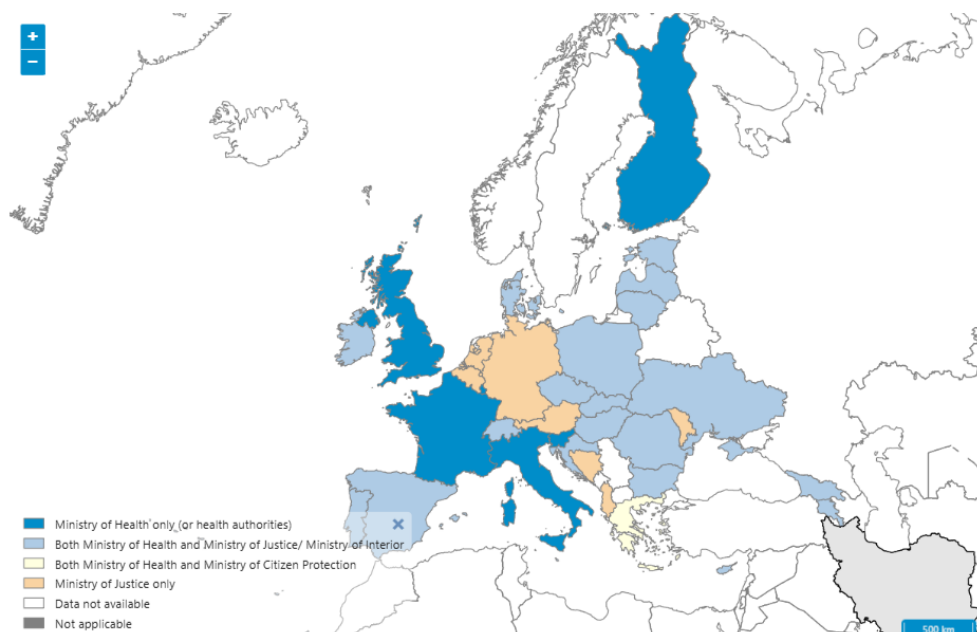 +
−
Ministry of Health only (or health authorities)
×
Both Ministry of Health and Ministry of Justice/ Ministry of Interior
Both Ministry of Health and Ministry of Citizen Protection
Ministry of Justice only
Data not available
Not applicable
500 km